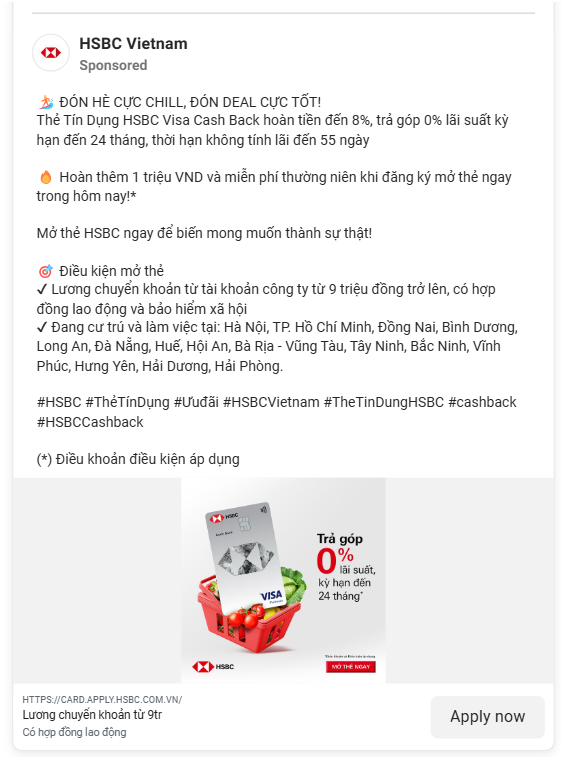 HSBC Vietnam
Sponsored
🏄 ĐÓN HÈ CỰC CHILL, ĐÓN DEAL CỰC TỐT!
Thẻ Tín Dụng HSBC Visa Cash Back hoàn tiền đến 8%, trả góp 0% lãi suất kỳ
hạn đến 24 tháng, thời hạn không tính lãi đến 55 ngày
🔥 Hoàn thêm 1 triệu VND và miễn phí thường niên khi đăng ký mở thẻ ngay
trong hôm nay!*
Mở thẻ HSBC ngay để biến mong muốn thành sự thật!
🎯 Điều kiện mở thẻ
✔ Lương chuyển khoản từ tài khoản công ty từ 9 triệu đồng trở lên, có hợp
đồng lao động và bảo hiểm xã hội
✔ Đang cư trú và làm việc tại: Hà Nội, TP. Hồ Chí Minh, Đồng Nai, Bình Dương,
Long An, Đà Nẵng, Huế, Hội An, Bà Rịa - Vũng Tàu, Tây Ninh, Bắc Ninh, Vĩnh
Phúc, Hưng Yên, Hải Dương, Hải Phòng.
#HSBC #ThẻTínDụng #Ưuđãi #HSBCVietnam #TheTinDungHSBC #cashback
#HSBCCashback
(*) Điều khoản điều kiện áp dụng
HSBC
VISA
Trả góp
0%
lãi suất,
kỳ hạn đến
24 tháng*
HSBC
MỞ THẺ NGAY
HTTPS://CARD.APPLY.HSBC.COM.VN/
Lương chuyển khoản từ 9tr
Có hợp đồng lao động
Apply now